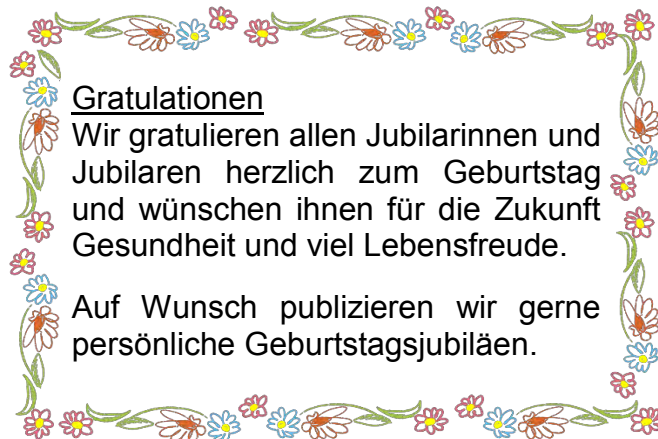 Gratulationen
Wir gratulieren allen Jubilarinnen und
Jubilaren herzlich zum Geburtstag
und wünschen ihnen für die Zukunft
Gesundheit und viel Lebensfreude.
Auf Wunsch publizieren wir gerne
persönliche Geburtstagsjubiläen.